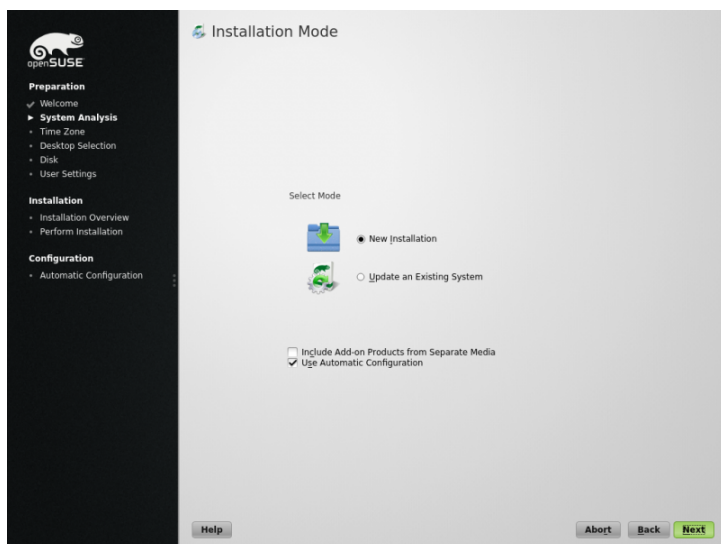 openSUSE
Preparation
Welcome
System Analysis
Time Zone
Desktop Selection
Disk
User Settings
Installation
Installation Overview
Perform Installation
Configuration
Automatic Configuration
Installation Mode
Select Mode
New Installation
Update an Existing System
Include Add-on Products from Separate Media
Use Automatic Configuration
Help
Abort
Back
Next